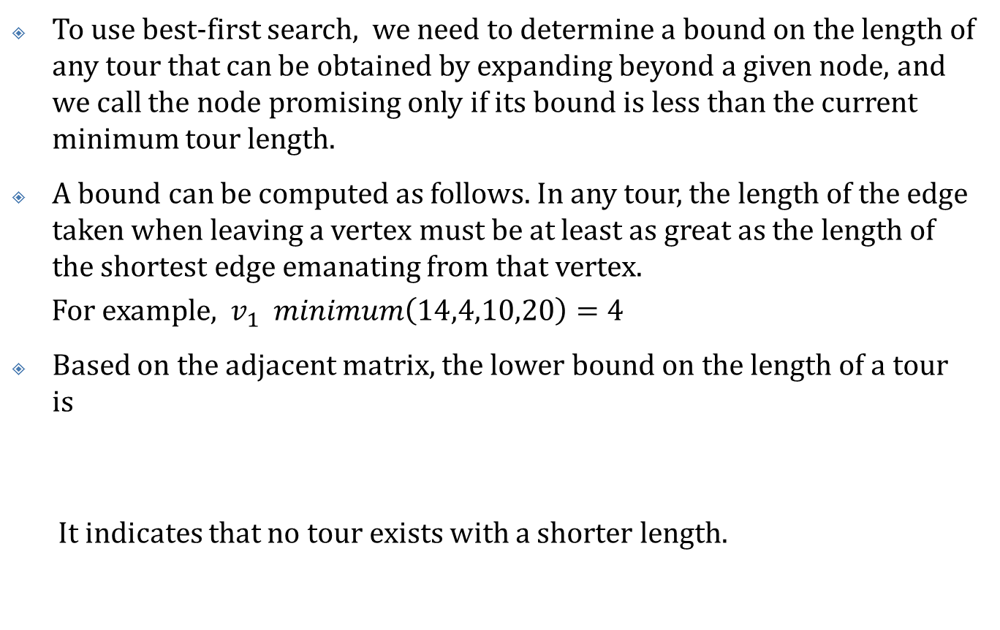 To use best-first search, we need to determine a bound on the length of
any tour that can be obtained by expanding beyond a given node, and
we call the node promising only if its bound is less than the current
minimum tour length.
A bound can be computed as follows. In any tour, the length of the edge
taken when leaving a vertex must be at least as great as the length of
the shortest edge emanating from that vertex.
For example, v₁ minimum(14,4,10,20) = 4
Based on the adjacent matrix, the lower bound on the length of a tour
is
It indicates that no tour exists with a shorter length.